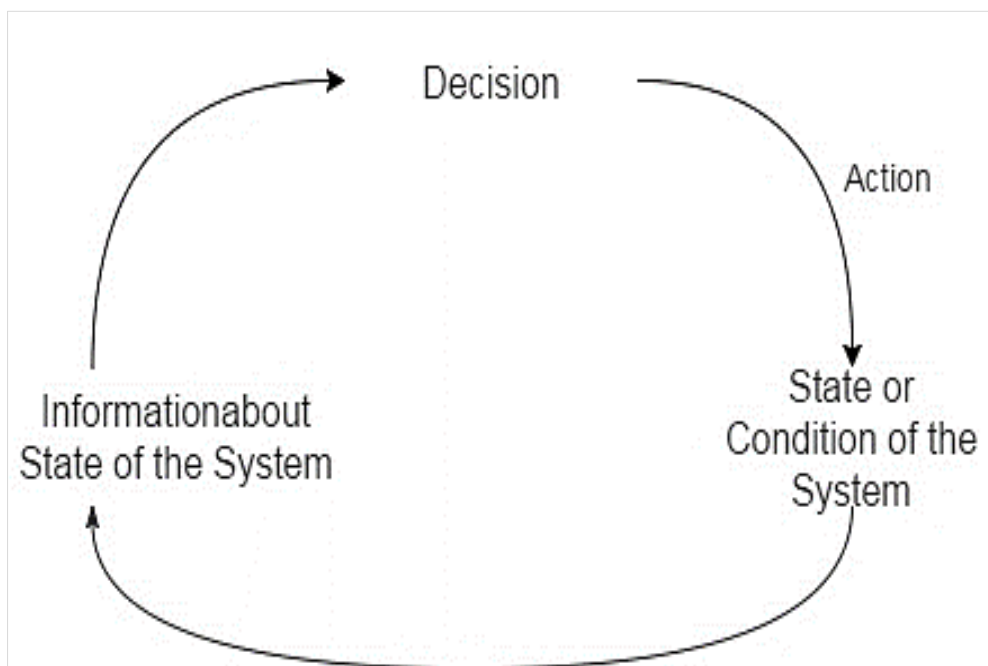 Decision
Action
State or
Condition of the
System
Informationabout
State of the System